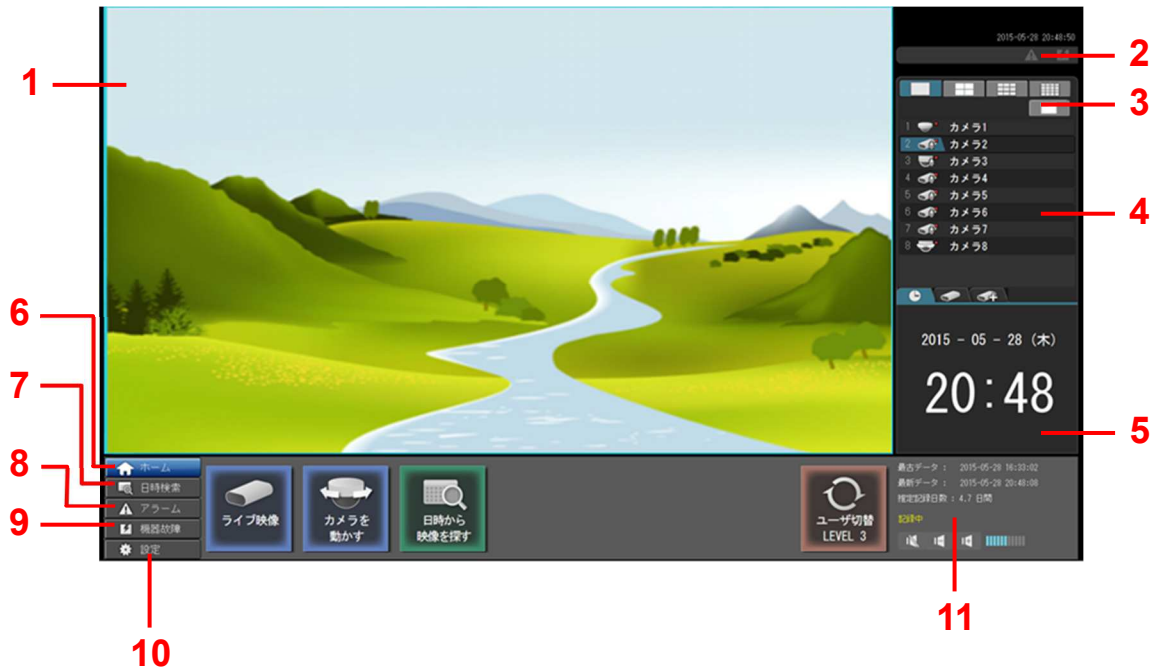 1
2015-05-28 20:48:50
2
3
1 カメラ1
2 カメラ2
3 カメラ3
4 カメラ4
5 カメラ5
6 カメラ6
7 カメラ7
8 カメラ8
4
2015 - 05 - 28 (木)
20:48
5
6
ホーム
7
日時検索
8
アラーム
9
機器故障
設定
10
ライブ映像
カメラを
動かす
日時から
映像を探す
ユーザ切替
LEVEL 3
最古データ : 2015-05-28 16:33:02
最新データ : 2015-05-28 20:48:08
推定記録日数 : 4.7 日間
記録中
11